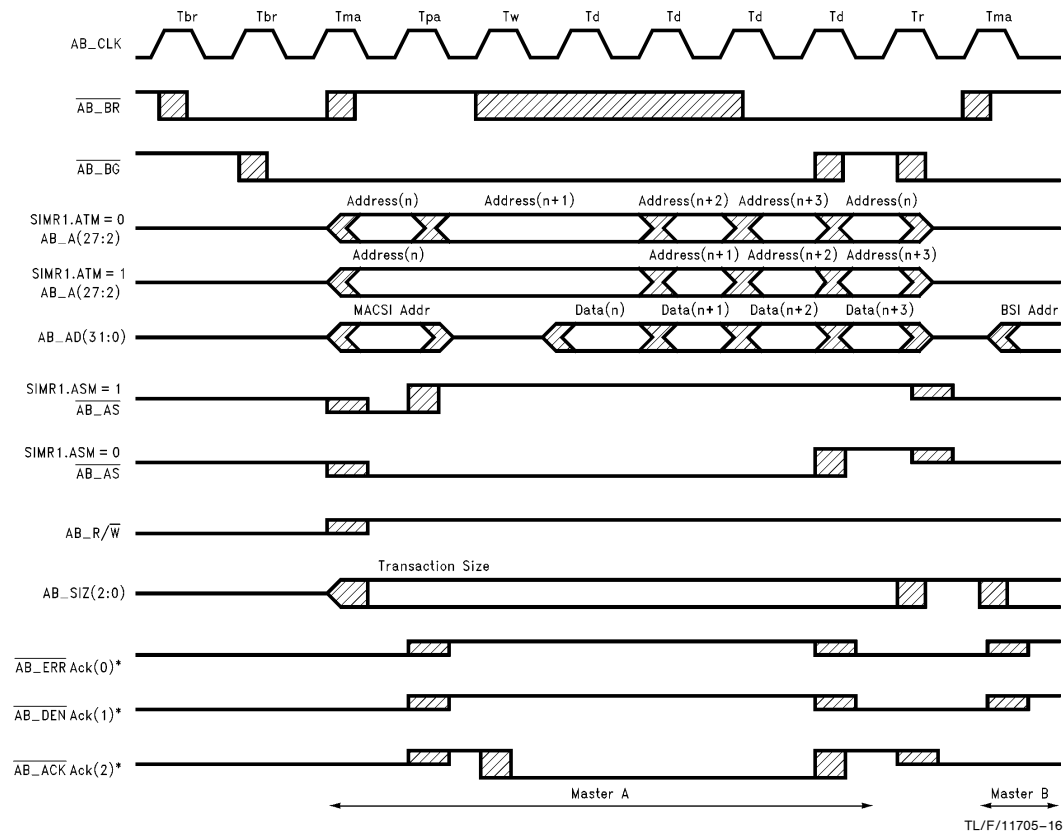 Tbr Tbr Tma Tpa Tw Td Td Td Td Tr Tma
AB_CLK
AB_BR
AB_BG
Address(n) Address(n+1) Address(n+2) Address(n+3) Address(n)
SIMR1.ATM = 0
AB_A(27:2)
Address(n) Address(n+1) Address(n+2) Address(n+3)
SIMR1.ATM = 1
AB_A(27:2)
MACSI Addr Data(n) Data(n+1) Data(n+2) Data(n+3) BSI Addr
AB_AD(31:0)
SIMR1.ASM = 1
AB_AS
SIMR1.ASM = 0
AB_AS
AB_R/W
Transaction Size
AB_SIZ(2:0)
AB_ERR Ack(0)*
AB_DEN Ack(1)*
AB_ACK Ack(2)*
Master A Master B
TL/F/11705–16